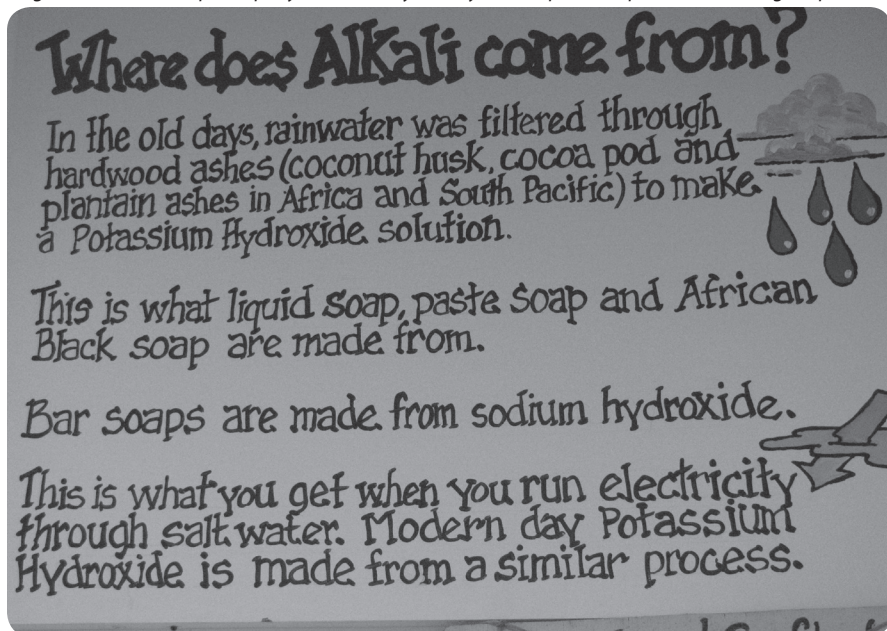 Where does Alkali come from?
In the old days, rainwater was filtered through
hardwood ashes (coconut husk, cocoa pod and
plantain ashes in Africa and South Pacific) to make
a Potassium Hydroxide solution.
This is what liquid soap, paste soap and African
Black soap are made from.
Bar soaps are made from sodium hydroxide.
This is what you get when you run electricity
through salt water. Modern day Potassium
Hydroxide is made from a similar process.